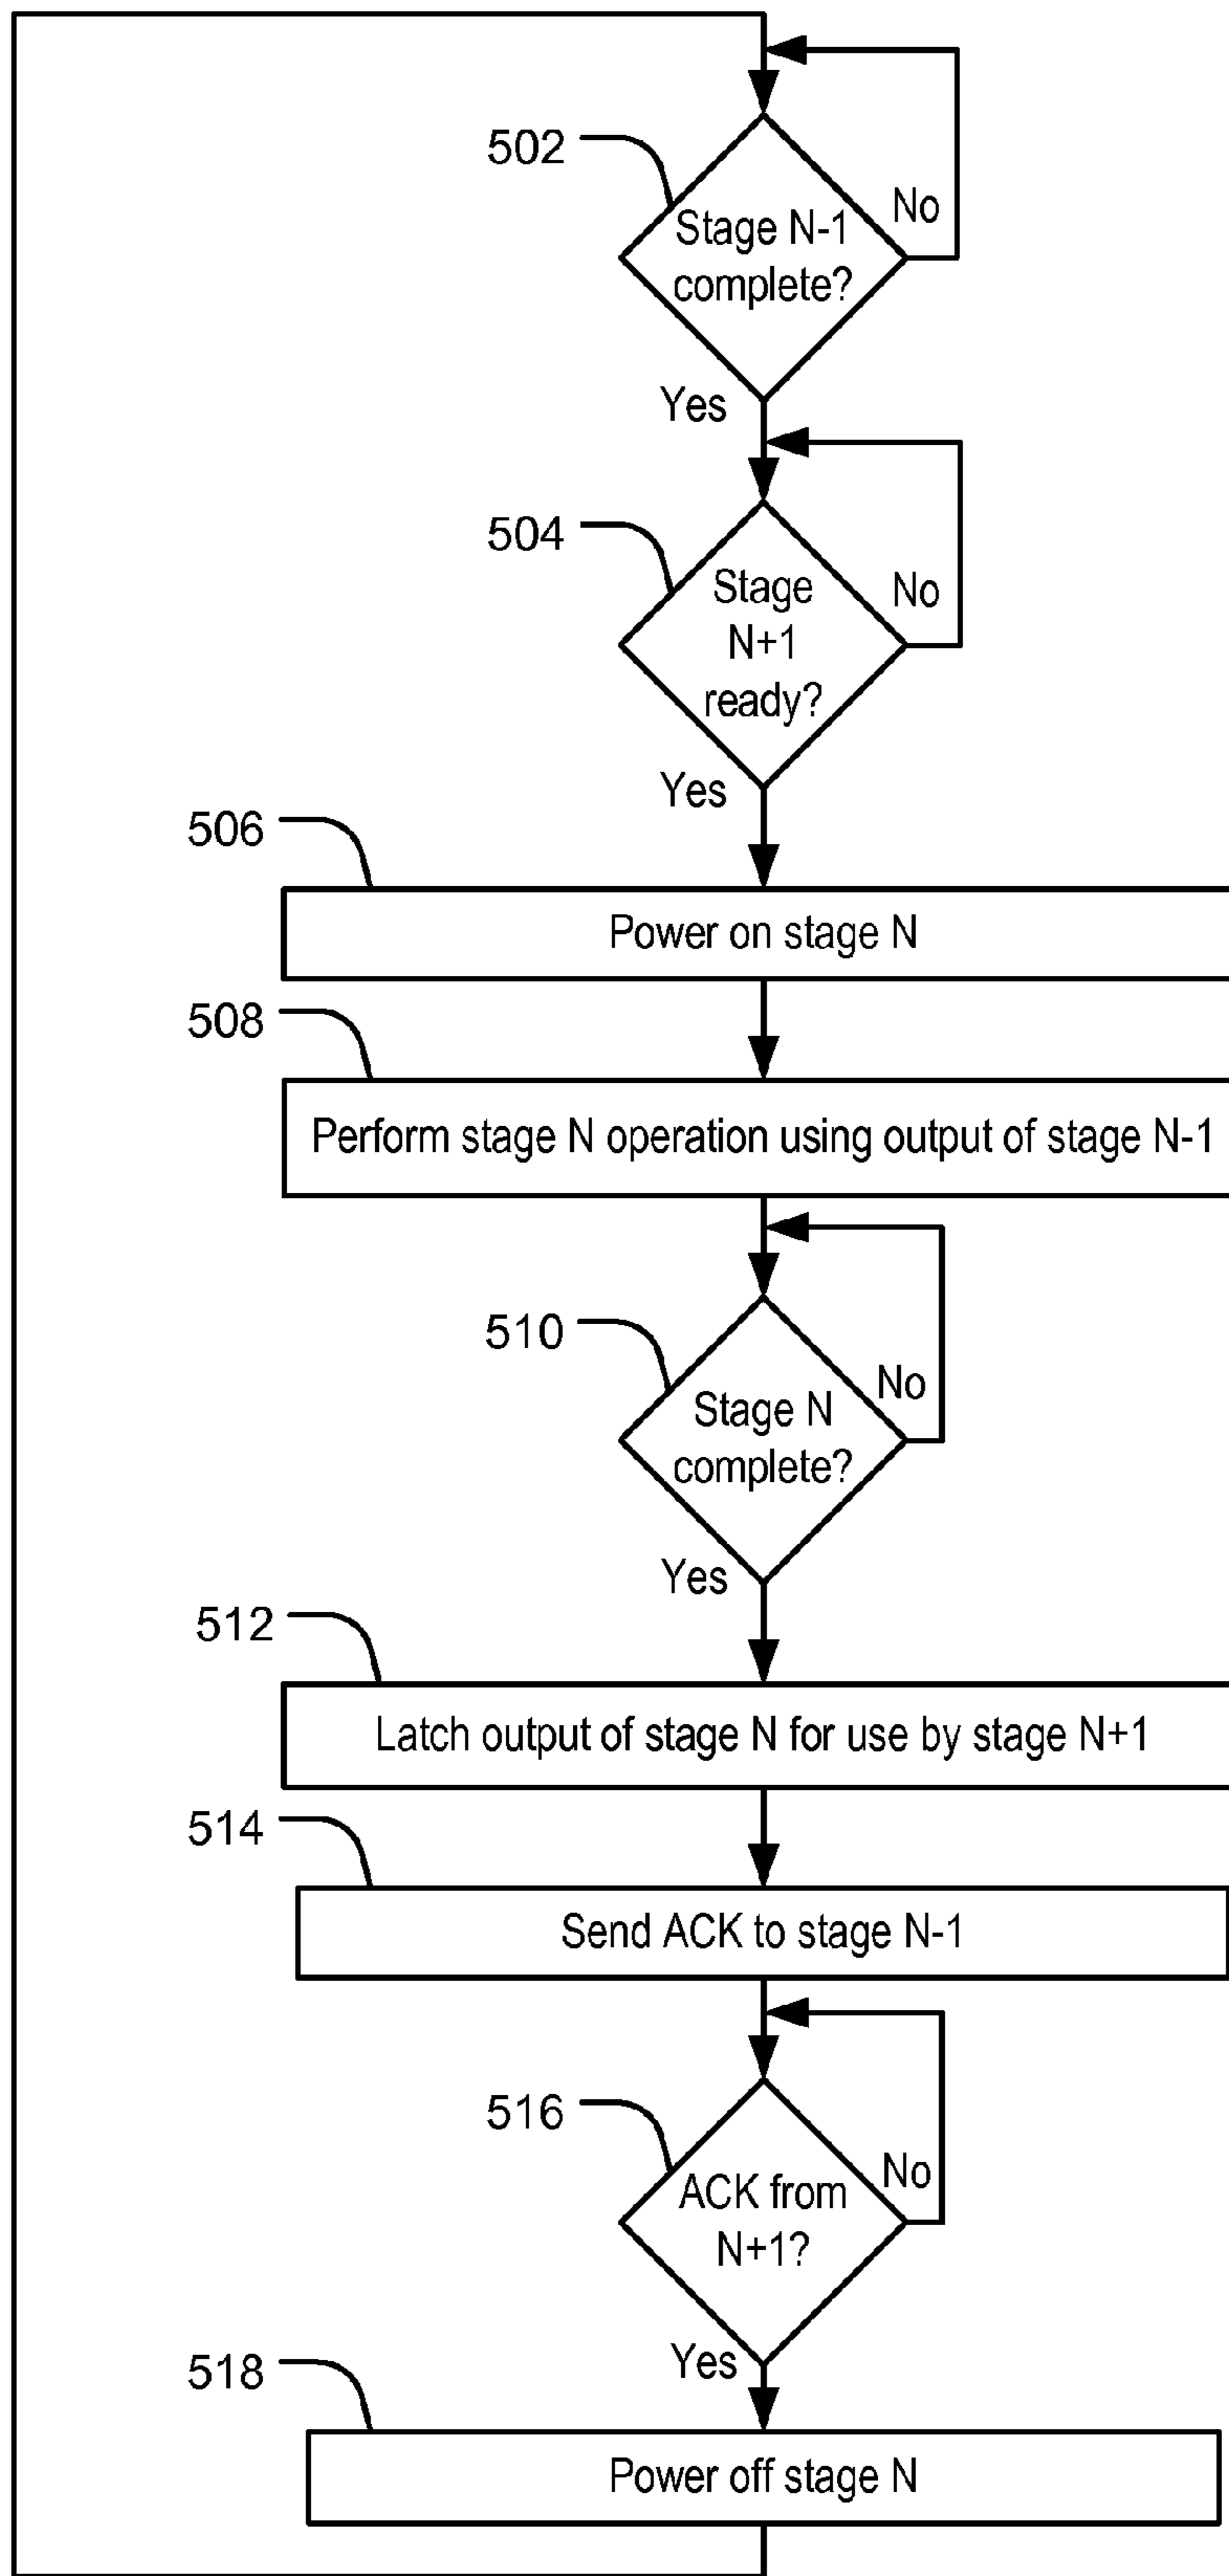 502
Stage N-1
complete?
No
Yes
504
Stage
N+1
ready?
No
Yes
506
Power on stage N
508
Perform stage N operation using output of stage N-1
510
Stage N
complete?
No
Yes
512
Latch output of stage N for use by stage N+1
514
Send ACK to stage N-1
516
ACK from
N+1?
No
Yes
518
Power off stage N